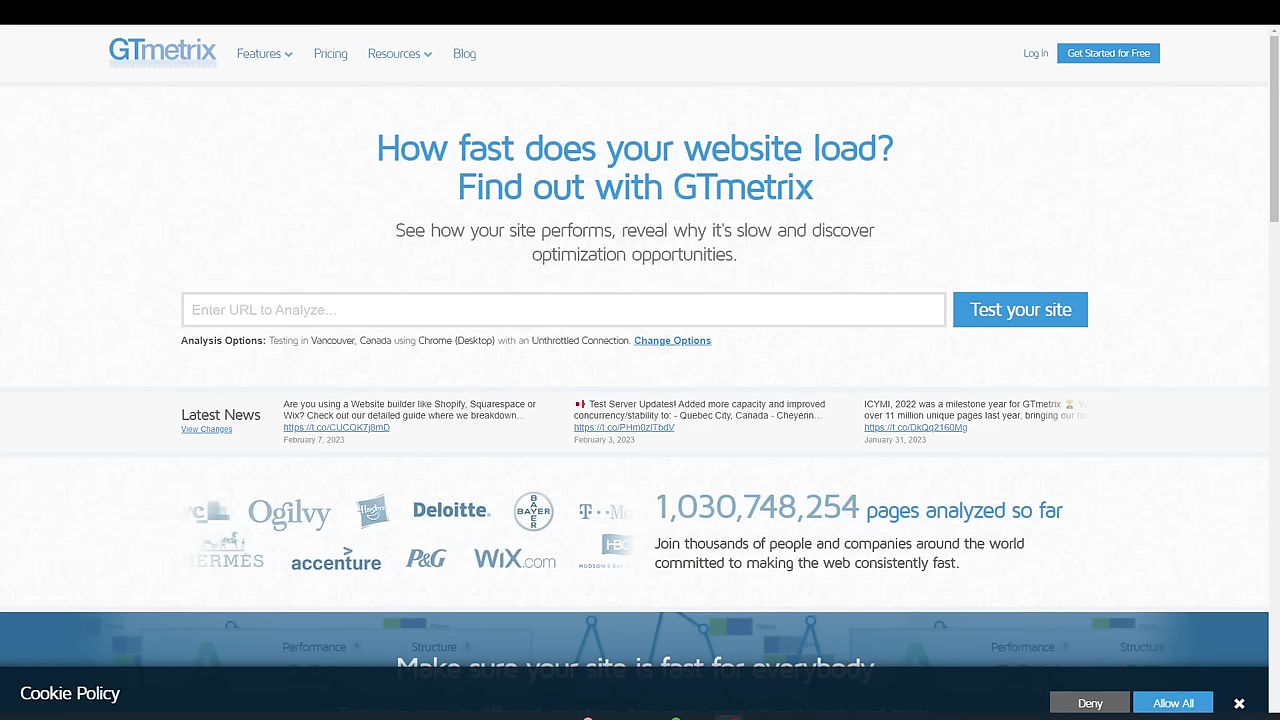 GTmetrix Features Pricing Resources Blog Log In Get Started for Free
How fast does your website load?
Find out with GTmetrix
See how your site performs, reveal why it's slow and discover
optimization opportunities.
Enter URL to Analyze... Test your site
Analysis Options: Testing in Vancouver, Canada using Chrome (Desktop) with an Unthrottled Connection. Change Options
Latest News
View Changes
Are you using a Website builder like Shopify, Squarespace or
Wix? Check out our detailed guide where we breakdown...
https://t.co/CUCOK7j8mD
February 7, 2023
Test Server Updates! Added more capacity and improved
concurrency/stability to: - Quebec City, Canada - Cheyenn...
https://t.co/PHm0zITbdV
February 3, 2023
ICYMI, 2022 was a milestone year for GTmetrix
over 11 million unique pages last year, bringing our to
https://t.co/DkQq2160Mg
January 31, 2023
Ogilvy Hasbro Deloitte. BAYER BAYER T
HERMÈS accenture P&G WiX.com HBC
HUDSON'S BAY
1,030,748,254 pages analyzed so far
Join thousands of people and companies around the world
committed to making the web consistently fast.
Performance ? Structure ? Performance ? Structure
Make sure your site is fast for everybody
Cookie Policy
Deny Allow All